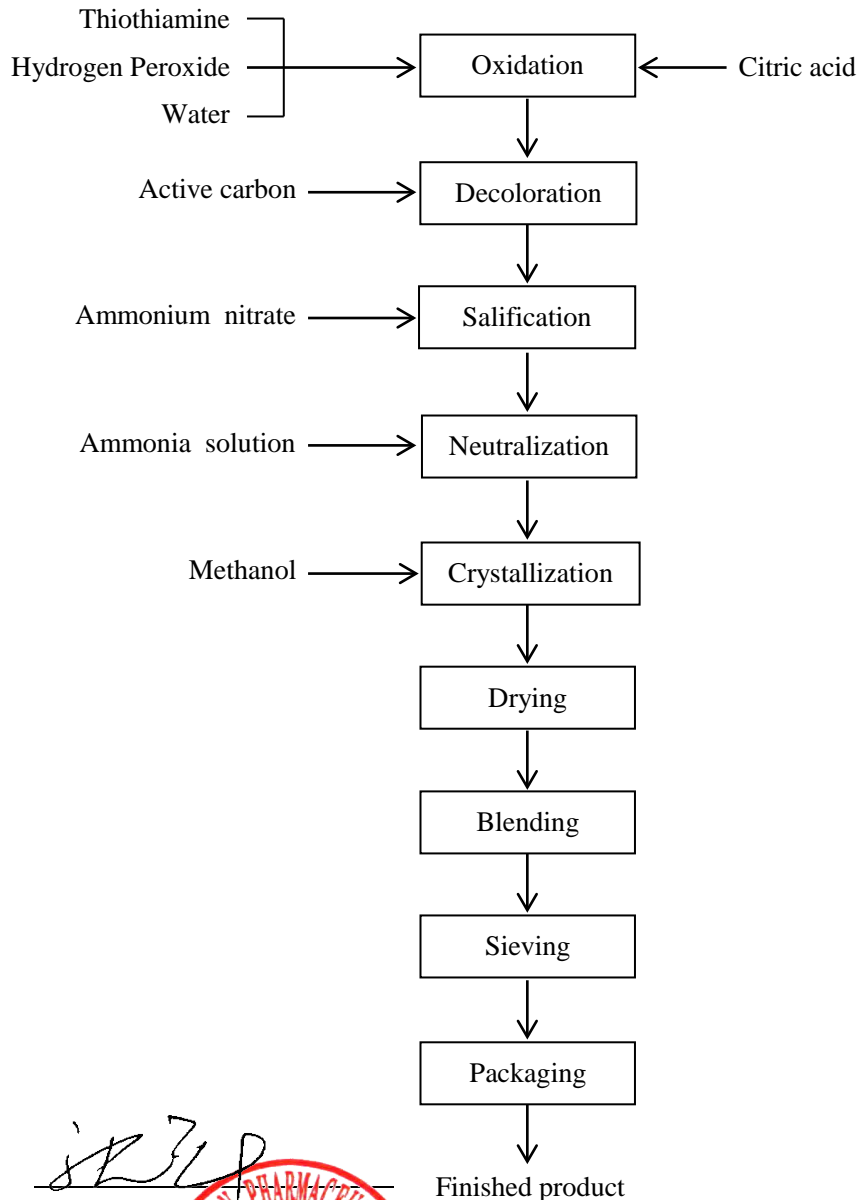 Thiothiamine
Hydrogen Peroxide
Water
Oxidation
Citric acid
Active carbon
Decoloration
Ammonium nitrate
Salification
Ammonia solution
Neutralization
Methanol
Crystallization
Drying
Blending
Sieving
Packaging
Finished product